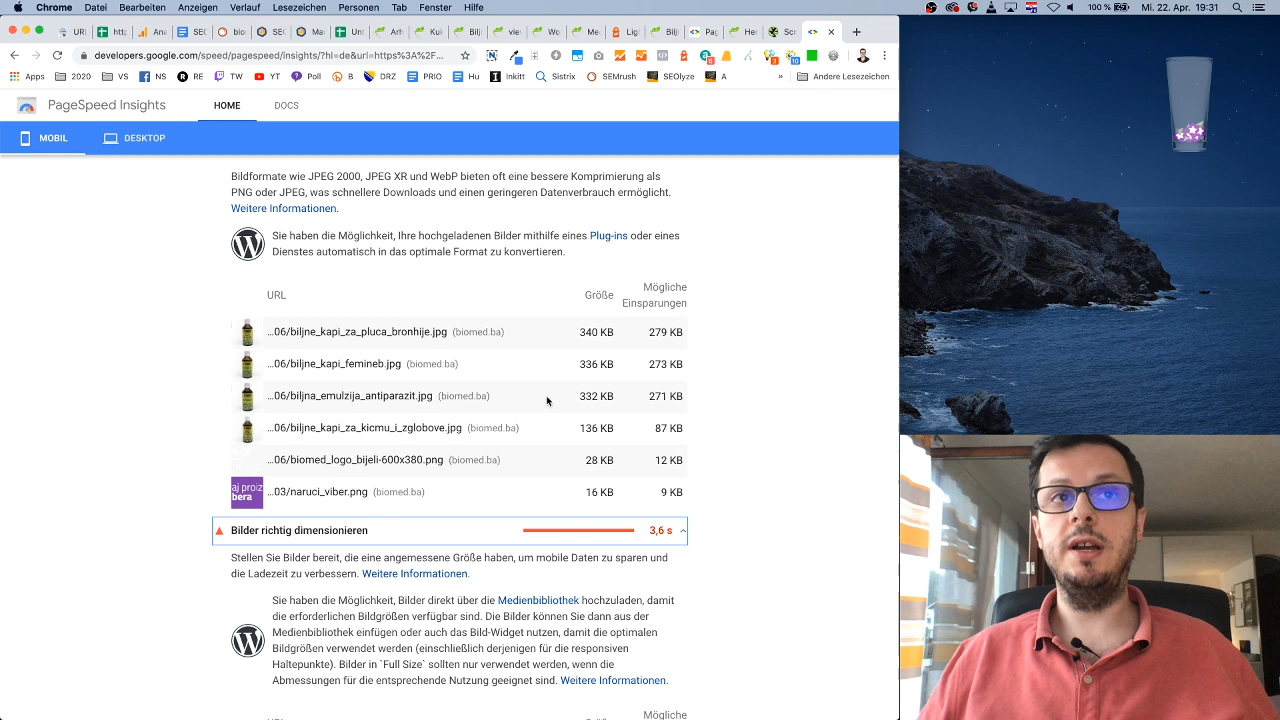 Chrome Datei Bearbeiten Anzeigen Verlauf Lesezeichen Personen Tab Fenster Hilfe
100 % Mi. 22. Apr. 19:31
developers.google.com/speed/pagespeed/insights/?hl=de&url=https%3A%2F...
Apps 2020 VS FB NS RE TW YT Poll B DRZ PRIO Hu Inkitt Sistrix SEMrush SEOlyze A » Andere Lesezeichen
PageSpeed Insights HOME DOCS
MOBIL DESKTOP
Bildformate wie JPEG 2000, JPEG XR und WebP bieten oft eine bessere Komprimierung als
PNG oder JPEG, was schnellere Downloads und einen geringeren Datenverbrauch ermöglicht.
Weitere Informationen.
Sie haben die Möglichkeit, Ihre hochgeladenen Bilder mithilfe eines Plug-ins oder eines
Dienstes automatisch in das optimale Format zu konvertieren.
URL Größe Mögliche
Einsparungen
…06/biljne_kapi_za_pluca_bronhije.jpg (biomed.ba) 340 KB 279 KB
…06/biljne_kapi_femineb.jpg (biomed.ba) 336 KB 273 KB
…06/biljna_emulzija_antiparazit.jpg (biomed.ba) 332 KB 271 KB
…06/biljne_kapi_za_kicmu_i_zglobove.jpg (biomed.ba) 136 KB 87 KB
…06/biomed_logo_bijeli-600x380.png (biomed.ba) 28 KB 12 KB
aj proiz
bera
…03/naruci_viber.png (biomed.ba) 16 KB 9 KB
Bilder richtig dimensionieren 3,6 s
Stellen Sie Bilder bereit, die eine angemessene Größe haben, um mobile Daten zu sparen und
die Ladezeit zu verbessern. Weitere Informationen.
Sie haben die Möglichkeit, Bilder direkt über die Medienbibliothek hochzuladen, damit
die erforderlichen Bildgrößen verfügbar sind. Die Bilder können Sie dann aus der
Medienbibliothek einfügen oder auch das Bild-Widget nutzen, damit die optimalen
Bildgrößen verwendet werden (einschließlich derjenigen für die responsiven
Haltepunkte). Bilder in `Full Size` sollten nur verwendet werden, wenn die
Abmessungen für die entsprechende Nutzung geeignet sind. Weitere Informationen.
Mögliche